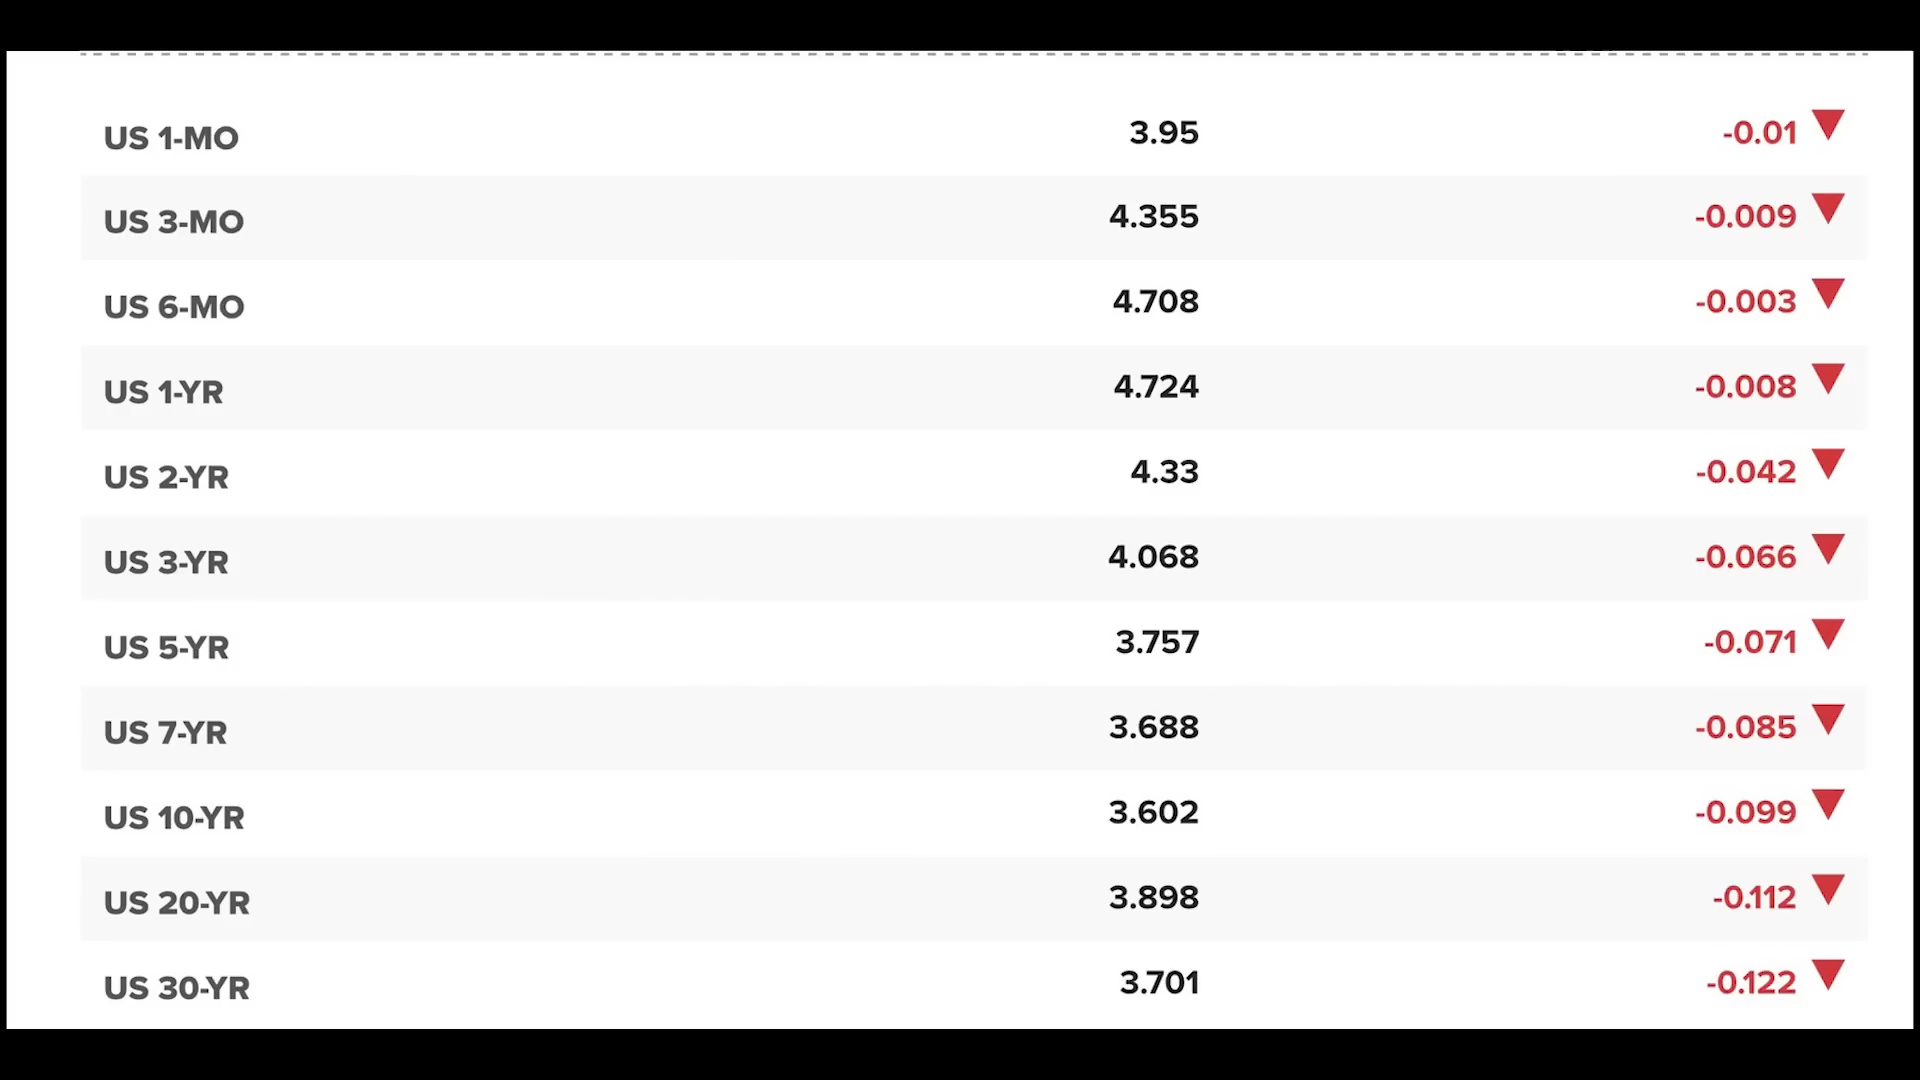 US 1-MO 3.95 -0.01
US 3-MO 4.355 -0.009
US 6-MO 4.708 -0.003
US 1-YR 4.724 -0.008
US 2-YR 4.33 -0.042
US 3-YR 4.068 -0.066
US 5-YR 3.757 -0.071
US 7-YR 3.688 -0.085
US 10-YR 3.602 -0.099
US 20-YR 3.898 -0.112
US 30-YR 3.701 -0.122